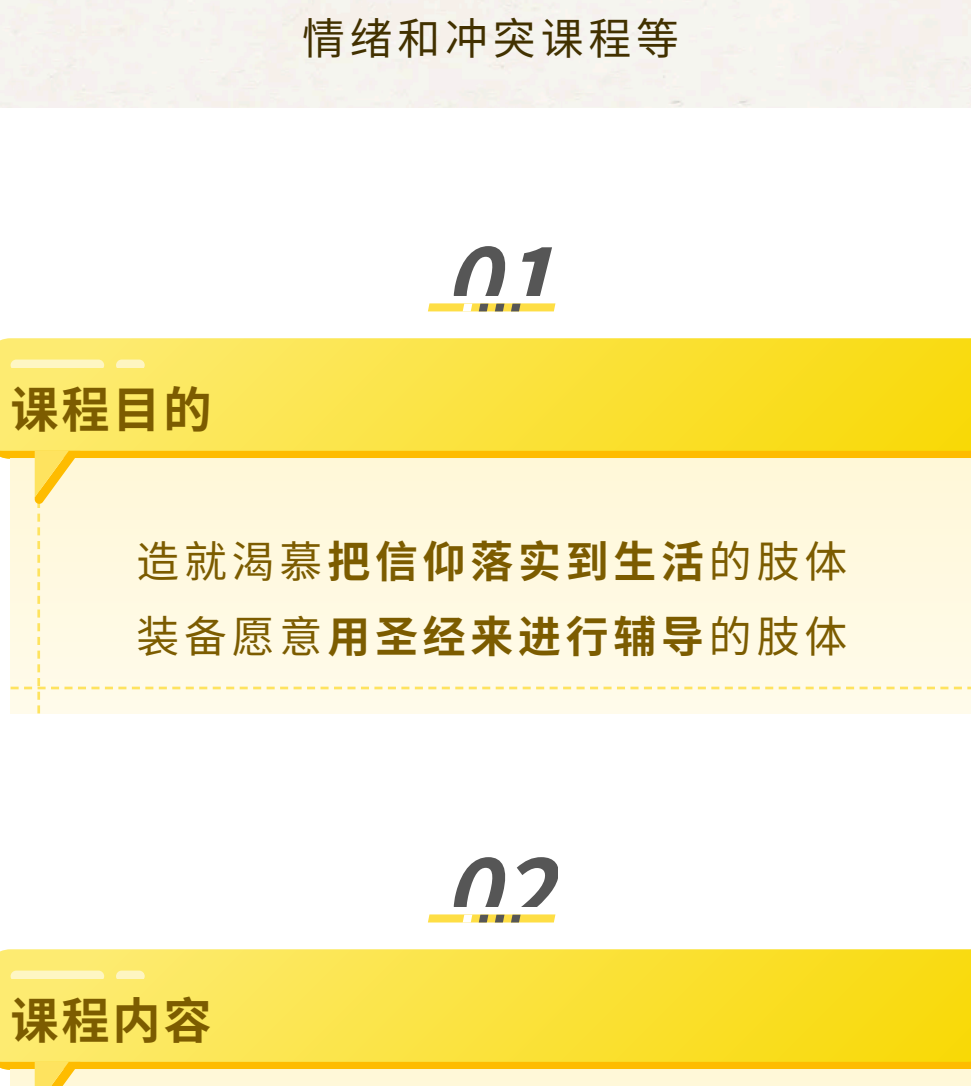 情绪和冲突课程等
01
课程目的
造就渴慕把信仰落实到生活的肢体
装备愿意用圣经来进行辅导的肢体
02
课程内容